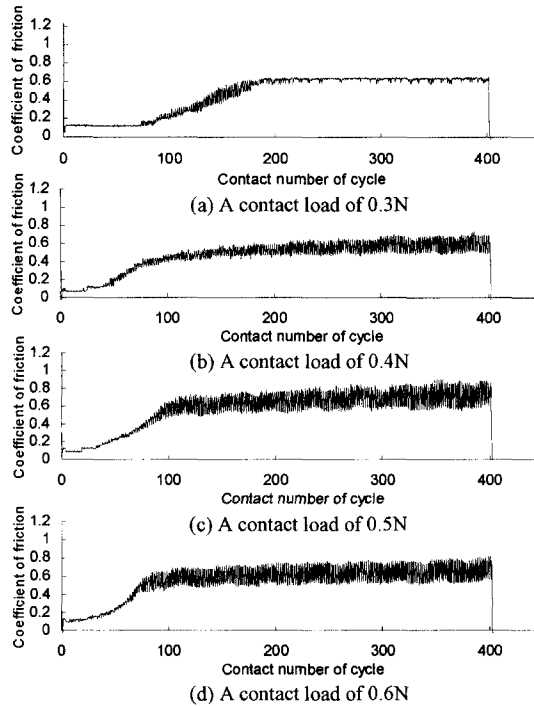 1.2
1
0.8
0.6
0.4
0.2
0
Coefficient of friction
0 100 200 300 400
Contact number of cycle
(a) A contact load of 0.3N
1.2
1
0.8
0.6
0.4
0.2
0
Coefficient of friction
0 100 200 300 400
Contact number of cycle
(b) A contact load of 0.4N
1.2
1
0.8
0.6
0.4
0.2
0
Coefficient of friction
0 100 200 300 400
Contact number of cycle
(c) A contact load of 0.5N
1.2
1
0.8
0.6
0.4
0.2
0
Coefficient of friction
0 100 200 300 400
Contact number of cycle
(d) A contact load of 0.6N